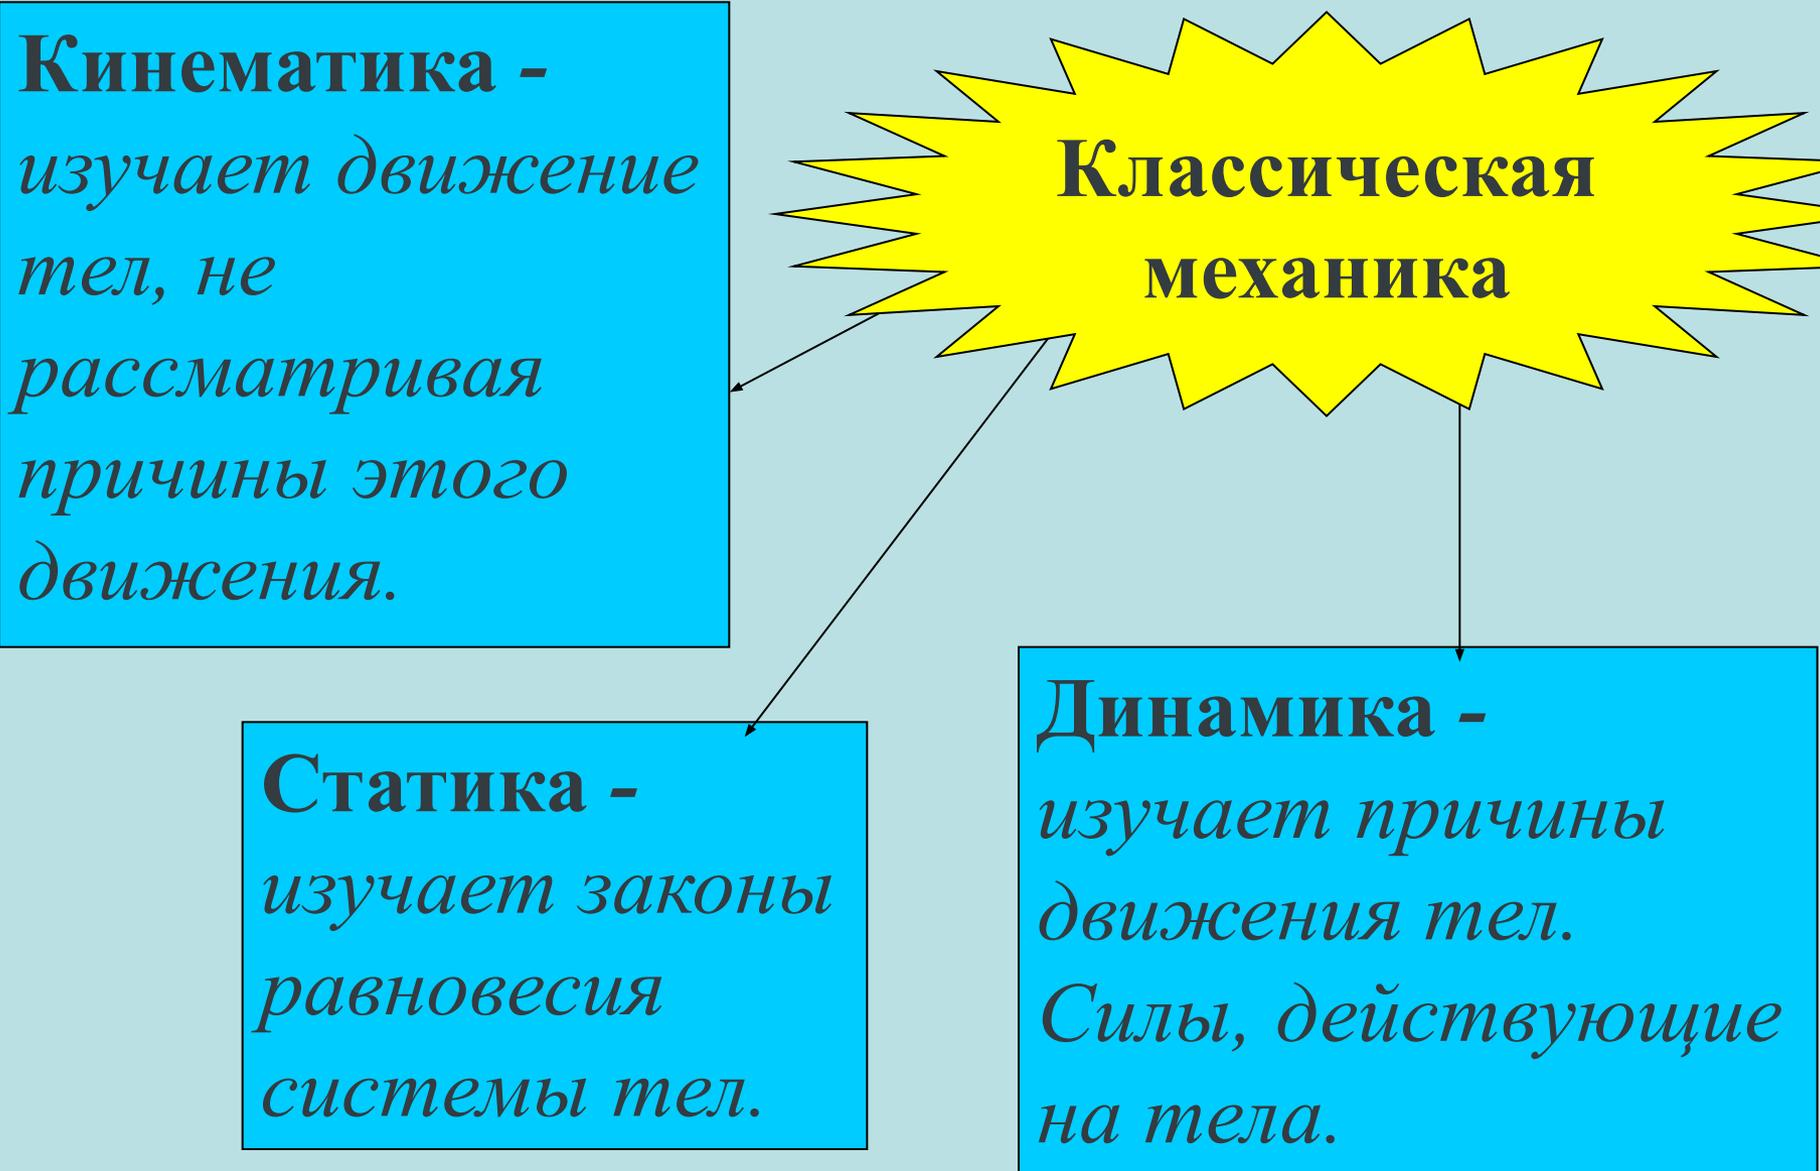 Кинематика -
изучает движение
тел, не
рассматривая
причины этого
движения.
Классическая
механика
Статика -
изучает законы
равновесия
системы тел.
Динамика -
изучает причины
движения тел.
Силы, действующие
на тела.